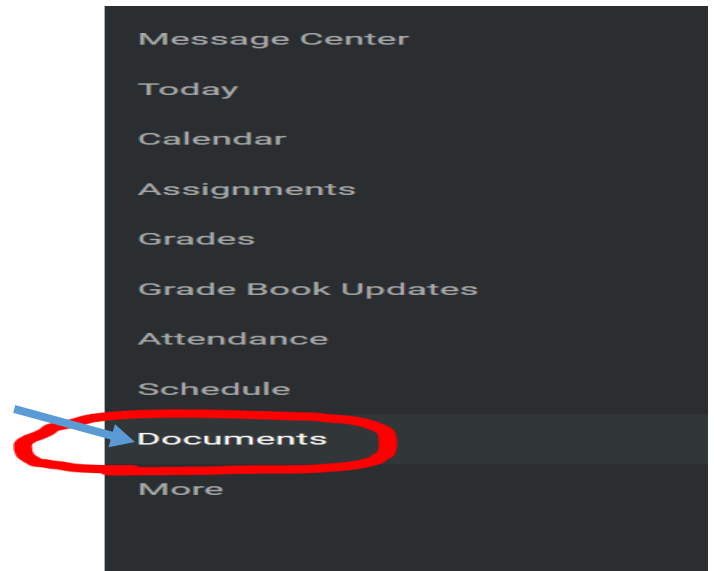 Message Center
Today
Calendar
Assignments
Grades
Grade Book Updates
Attendance
Schedule
Documents
More